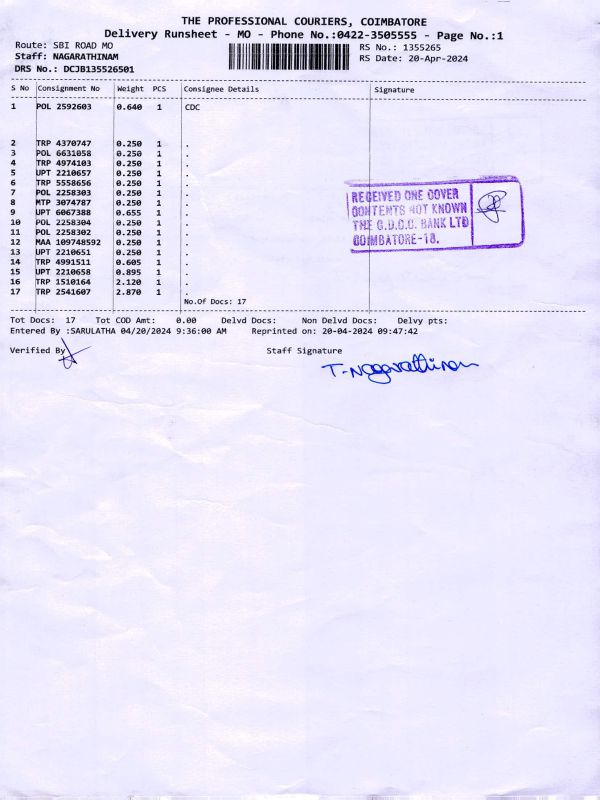 THE PROFESSIONAL COURIERS, COIMBATORE
Delivery Runsheet - MO - Phone No.:0422-3505555 - Page No.:1
Route: SBI ROAD MO RS No.: 1355265
Staff: NAGARATHINAM RS Date: 20-Apr-2024
DRS No.: DCJB135526501
S No Consignment No Weight PCS Consignee Details Signature
1 POL 2592603 0.640 1 CDC
2 TRP 4370747 0.250 1 .
3 POL 6631058 0.250 1 .
4 TRP 4974103 0.250 1 .
5 UPT 2210657 0.250 1 .
6 TRP 5558656 0.250 1 .
7 POL 2258303 0.250 1 .
8 MTP 3074787 0.250 1 .
9 UPT 6067388 0.655 1 .
10 POL 2258304 0.250 1 .
11 POL 2258302 0.250 1 .
12 MAA 109748592 0.250 1 .
13 UPT 2210651 0.250 1 .
14 TRP 4991511 0.605 1 .
15 UPT 2210658 0.895 1 .
16 TRP 1510164 2.120 1 .
17 TRP 2541607 2.870 1 .
No.Of Docs: 17
RECEIVED ONE COVER
CONTENTS NOT KNOWN
THE C.D.C.C. BANK LTD
COIMBATORE-18.
Tot Docs: 17 Tot COD Amt: 0.00 Delvd Docs: Non Delvd Docs: Delvy pts:
Entered By :SARULATHA 04/20/2024 9:36:00 AM Reprinted on: 20-04-2024 09:47:42
Verified By Staff Signature
T-Nagarathinam